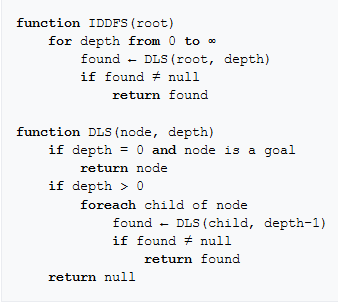 function IDDFS(root)
    for depth from 0 to ∞
        found ← DLS(root, depth)
        if found ≠ null
            return found

function DLS(node, depth)
    if depth = 0 and node is a goal
        return node
    if depth > 0
        foreach child of node
            found ← DLS(child, depth−1)
            if found ≠ null
                return found
    return null